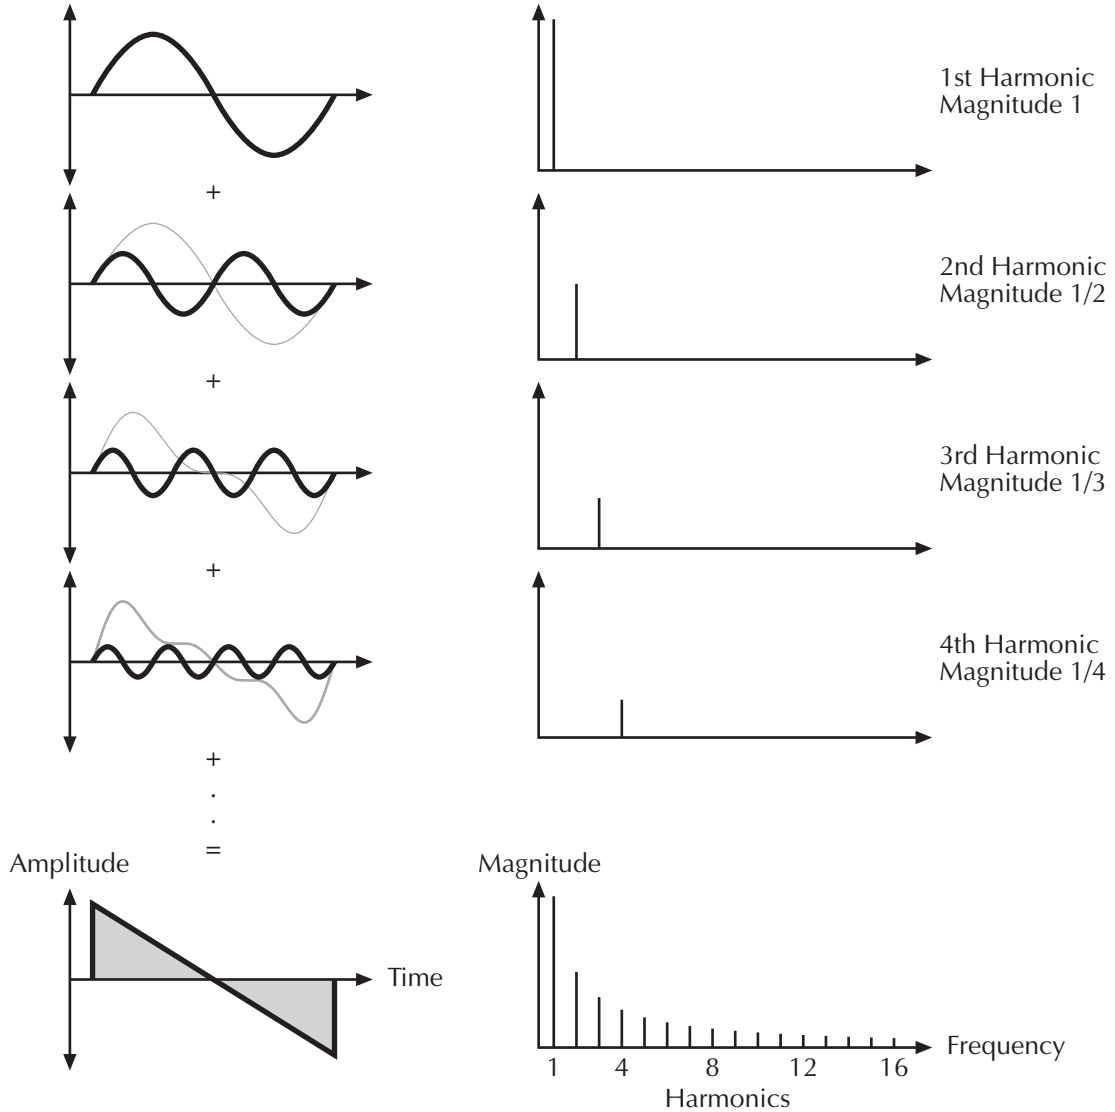 1st Harmonic
Magnitude 1
+
2nd Harmonic
Magnitude 1/2
+
3rd Harmonic
Magnitude 1/3
+
4th Harmonic
Magnitude 1/4
+
.
.
=
Amplitude
Time
Magnitude
Frequency
1 4 8 12 16
Harmonics